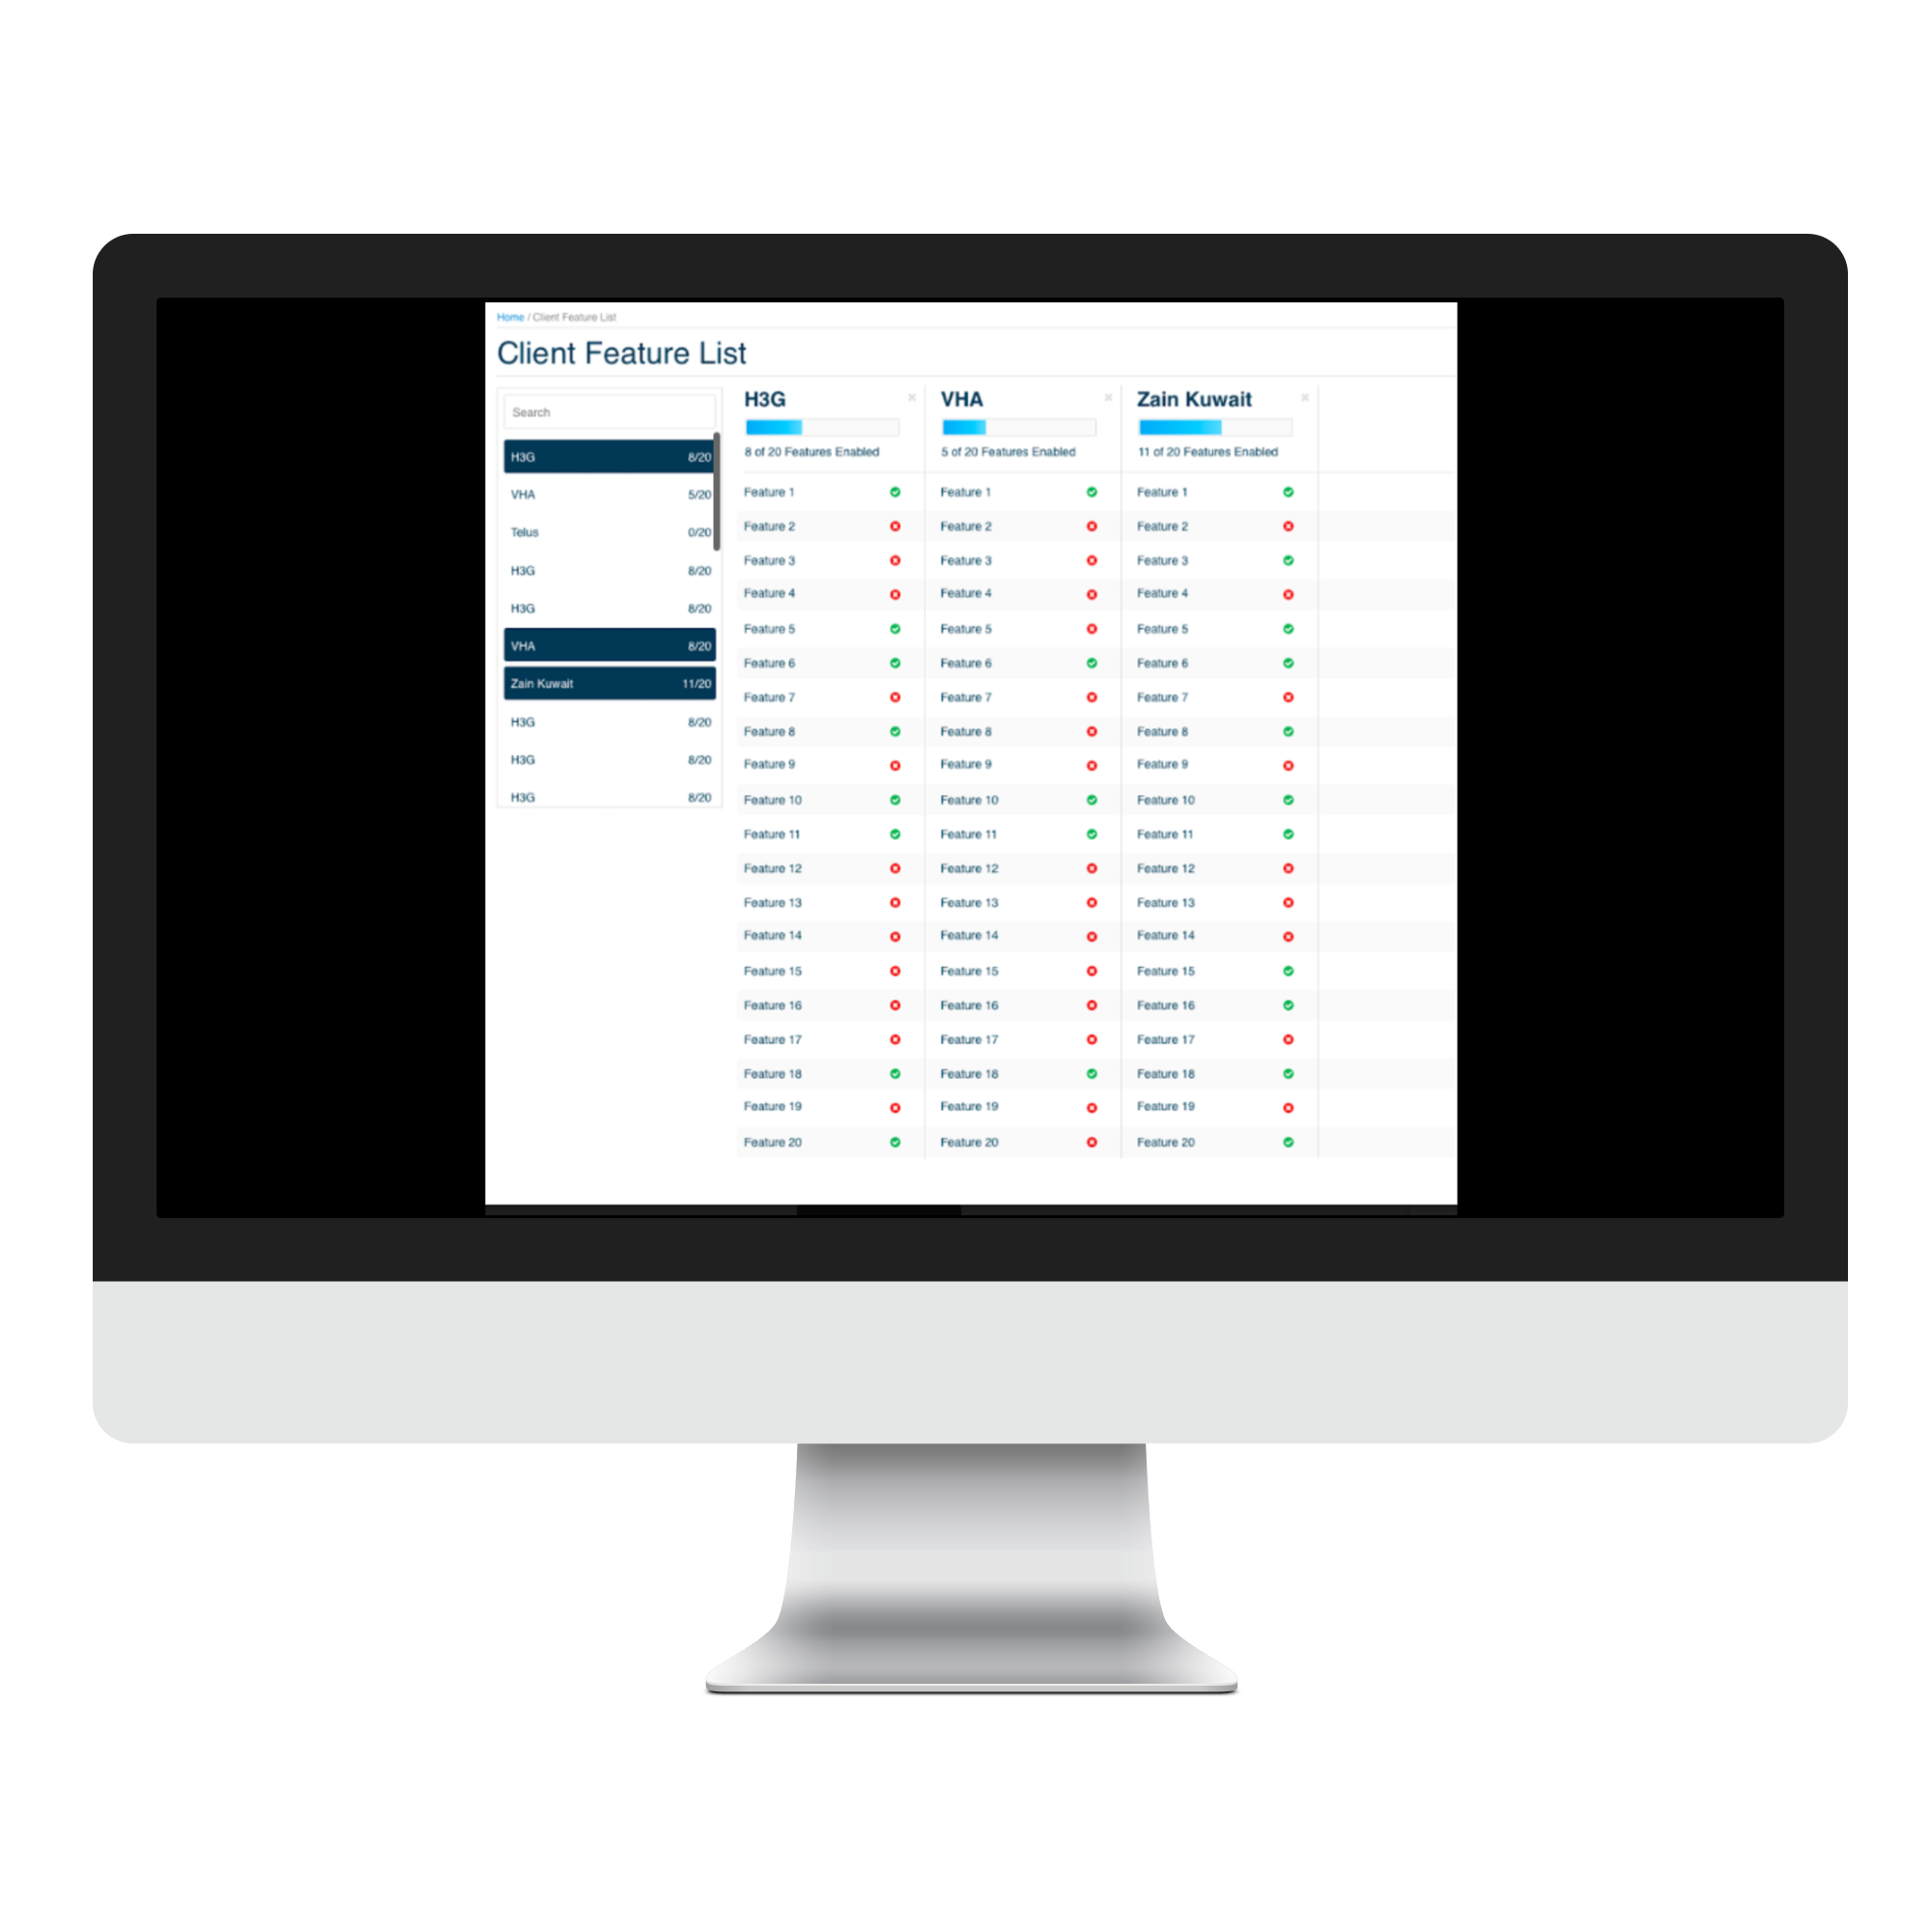 Home / Client Feature List
Client Feature List
Search
H3G 8/20
VHA 5/20
Telus 0/20
H3G 8/20
H3G 8/20
VHA 8/20
Zain Kuwait 11/20
H3G 8/20
H3G 8/20
H3G 8/20
H3G VHA Zain Kuwait
8 of 20 Features Enabled 5 of 20 Features Enabled 11 of 20 Features Enabled
Feature 1 Feature 1 Feature 1
Feature 2 Feature 2 Feature 2
Feature 3 Feature 3 Feature 3
Feature 4 Feature 4 Feature 4
Feature 5 Feature 5 Feature 5
Feature 6 Feature 6 Feature 6
Feature 7 Feature 7 Feature 7
Feature 8 Feature 8 Feature 8
Feature 9 Feature 9 Feature 9
Feature 10 Feature 10 Feature 10
Feature 11 Feature 11 Feature 11
Feature 12 Feature 12 Feature 12
Feature 13 Feature 13 Feature 13
Feature 14 Feature 14 Feature 14
Feature 15 Feature 15 Feature 15
Feature 16 Feature 16 Feature 16
Feature 17 Feature 17 Feature 17
Feature 18 Feature 18 Feature 18
Feature 19 Feature 19 Feature 19
Feature 20 Feature 20 Feature 20